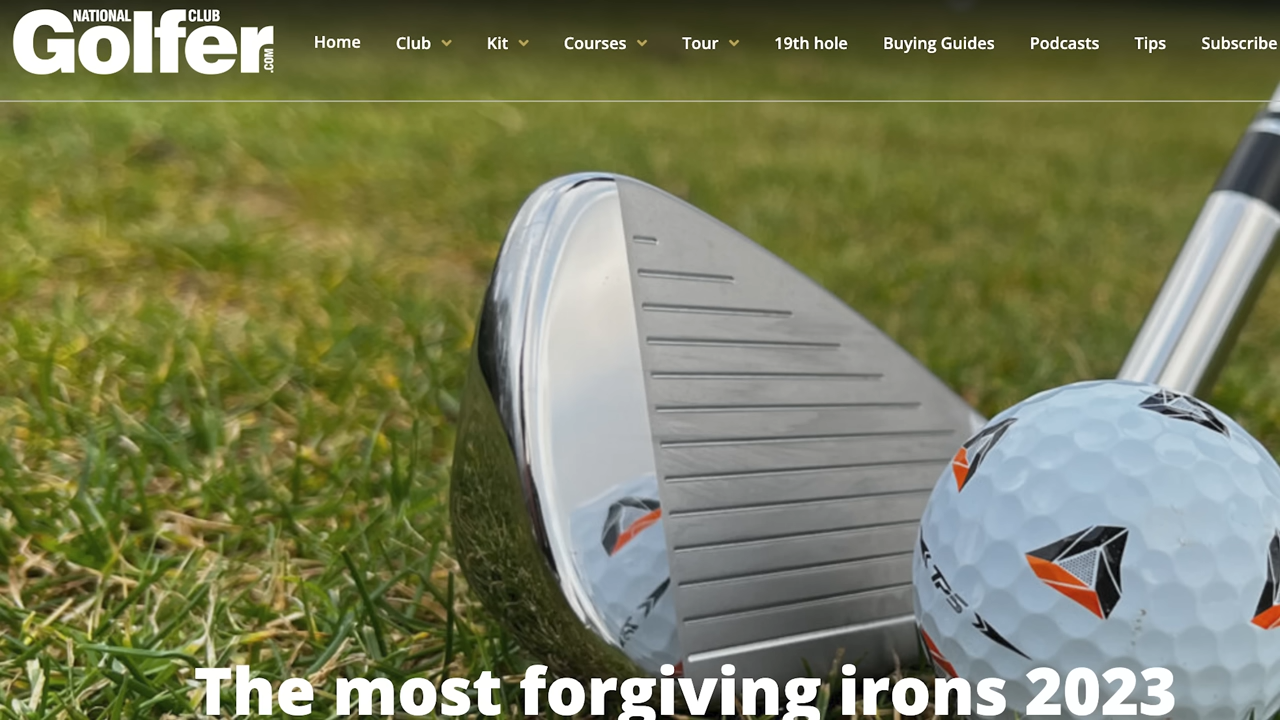 NATIONAL CLUB
Golfer
.COM
Home Club Kit Courses Tour 19th hole Buying Guides Podcasts Tips Subscribe
TP5
The most forgiving irons 2023